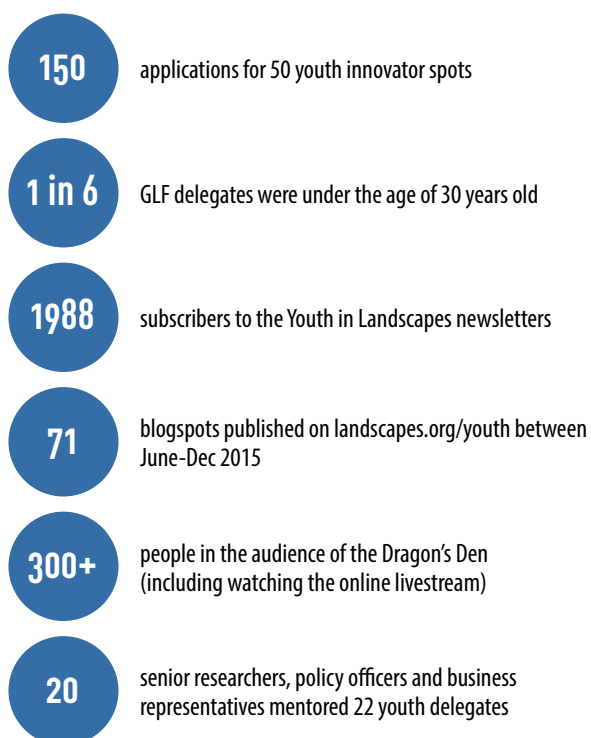 150
applications for 50 youth innovator spots
1 in 6
GLF delegates were under the age of 30 years old
1988
subscribers to the Youth in Landscapes newsletters
71
blogspots published on landscapes.org/youth between
June-Dec 2015
300+
people in the audience of the Dragon’s Den
(including watching the online livestream)
20
senior researchers, policy officers and business
representatives mentored 22 youth delegates